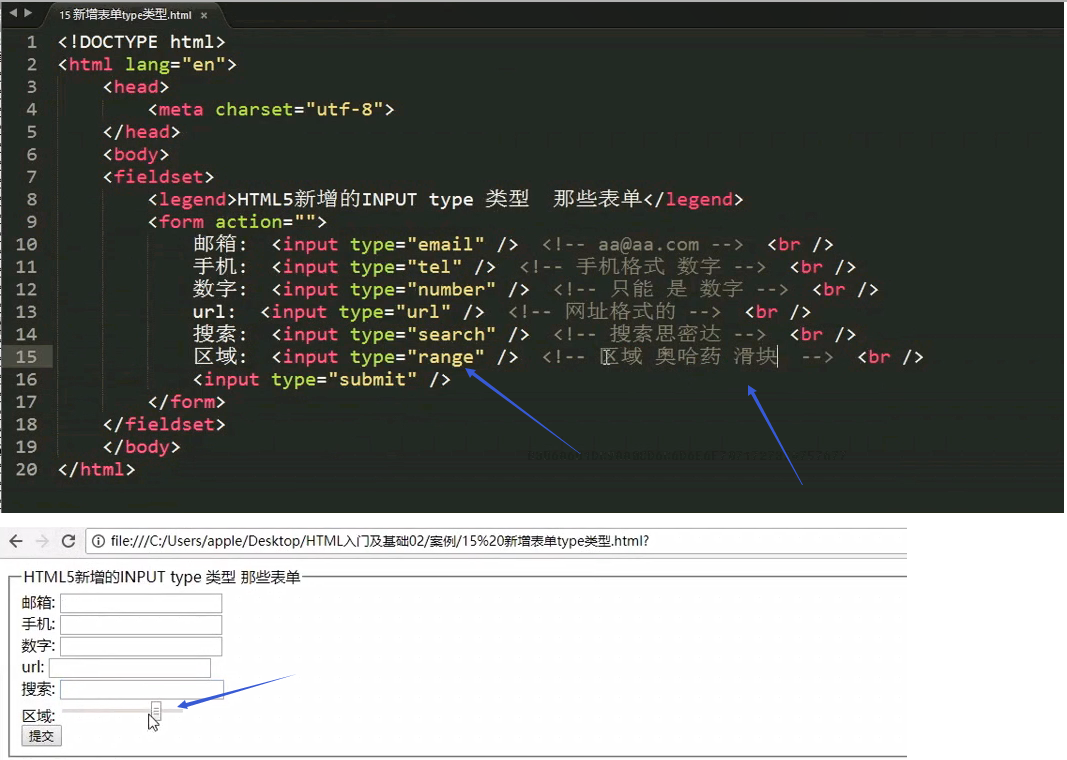 15 新增表单type类型.html ×
1 <!DOCTYPE html>
2 <html lang="en">
3 <head>
4 <meta charset="utf-8">
5 </head>
6 <body>
7 <fieldset>
8 <legend>HTML5新增的INPUT type 类型  那些表单</legend>
9 <form action="">
10 邮箱: <input type="email" /> <!-- aa@aa.com --> <br />
11 手机: <input type="tel" /> <!-- 手机格式 数字 --> <br />
12 数字: <input type="number" /> <!-- 只能 是 数字 --> <br />
13 url: <input type="url" /> <!-- 网址格式的 --> <br />
14 搜索: <input type="search" /> <!-- 搜索思密达 --> <br />
15 区域: <input type="range" /> <!-- 区域 奥哈药 滑块  --> <br />
16 <input type="submit" />
17 </form>
18 </fieldset>
19 </body>
20 </html>
file:///C:/Users/apple/Desktop/HTML入门及基础02/案例/15%20新增表单type类型.html?
HTML5新增的INPUT type 类型 那些表单
邮箱:
手机:
数字:
url:
搜索:
区域:
提交